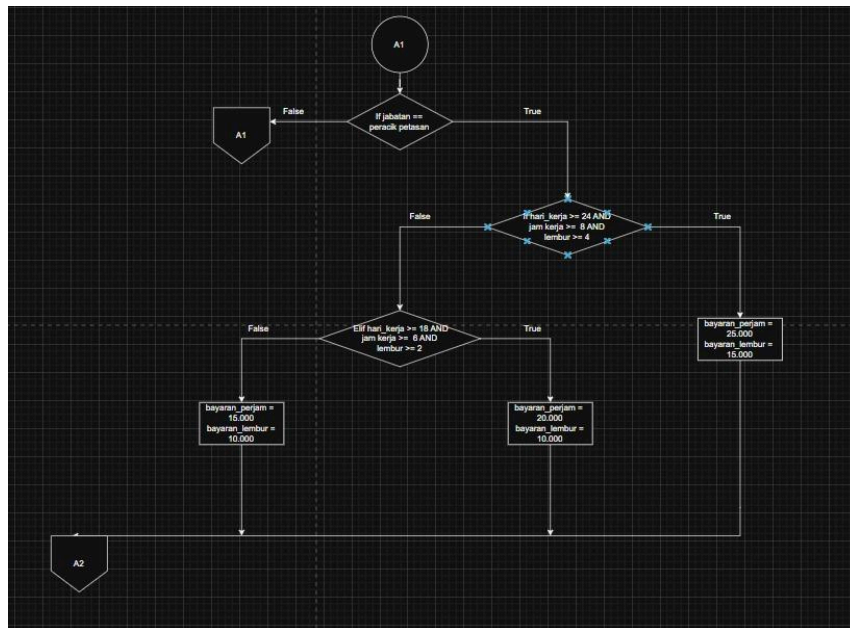 A1
If jabatan ==
peracik petasan
False
True
A1
If hari_kerja >= 24 AND
jam kerja >= 8 AND
lembur >= 4
False
True
Elif hari_kerja >= 18 AND
jam kerja >= 6 AND
lembur >= 2
False
True
bayaran_perjam =
25.000
bayaran_lembur =
15.000
bayaran_perjam =
15.000
bayaran_lembur =
10.000
bayaran_perjam =
20.000
bayaran_lembur =
10.000
A2